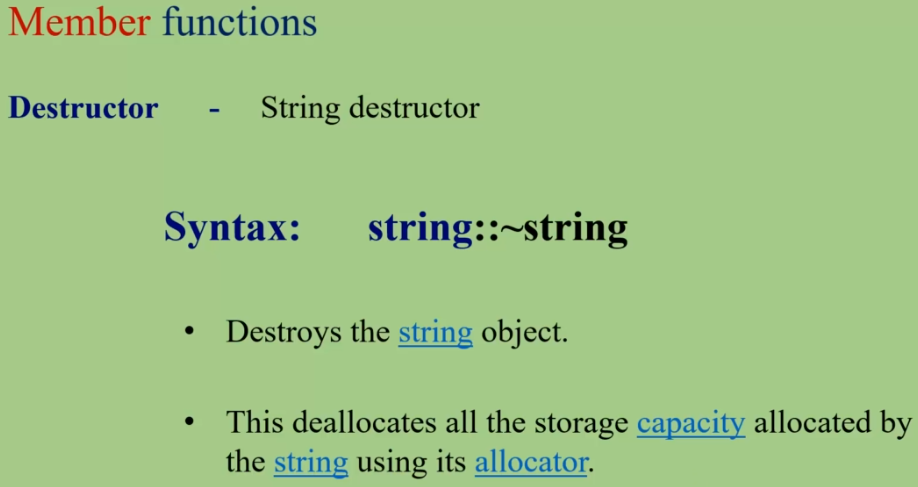 Member functions
Destructor - String destructor
Syntax: string::~string
• Destroys the string object.
• This deallocates all the storage capacity allocated by
the string using its allocator.